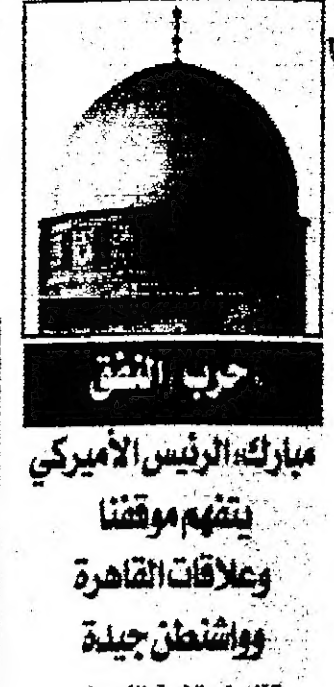 حرب النفق
مبارك: الرئيس الأميركي
يتفهم موقفنا
وعلاقات القاهرة
وواشنطن جيدة